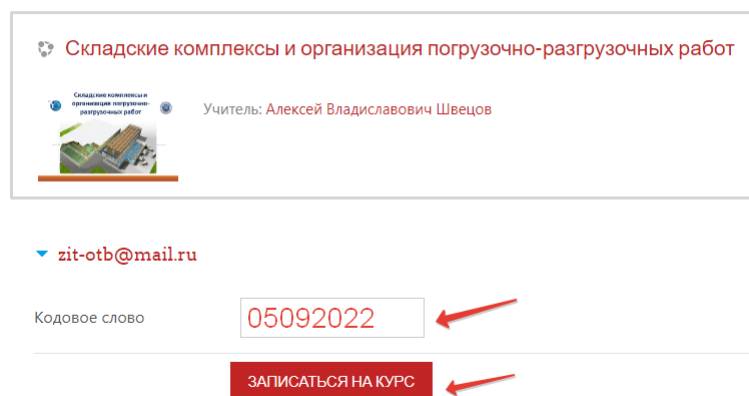 Складские комплексы и организация погрузочно-разгрузочных работ
Складские комплексы и
организация погрузочно-
разгрузочных работ
Учитель: Алексей Владиславович Швецов
zit-otb@mail.ru
Кодовое слово
05092022
ЗАПИСАТЬСЯ НА КУРС